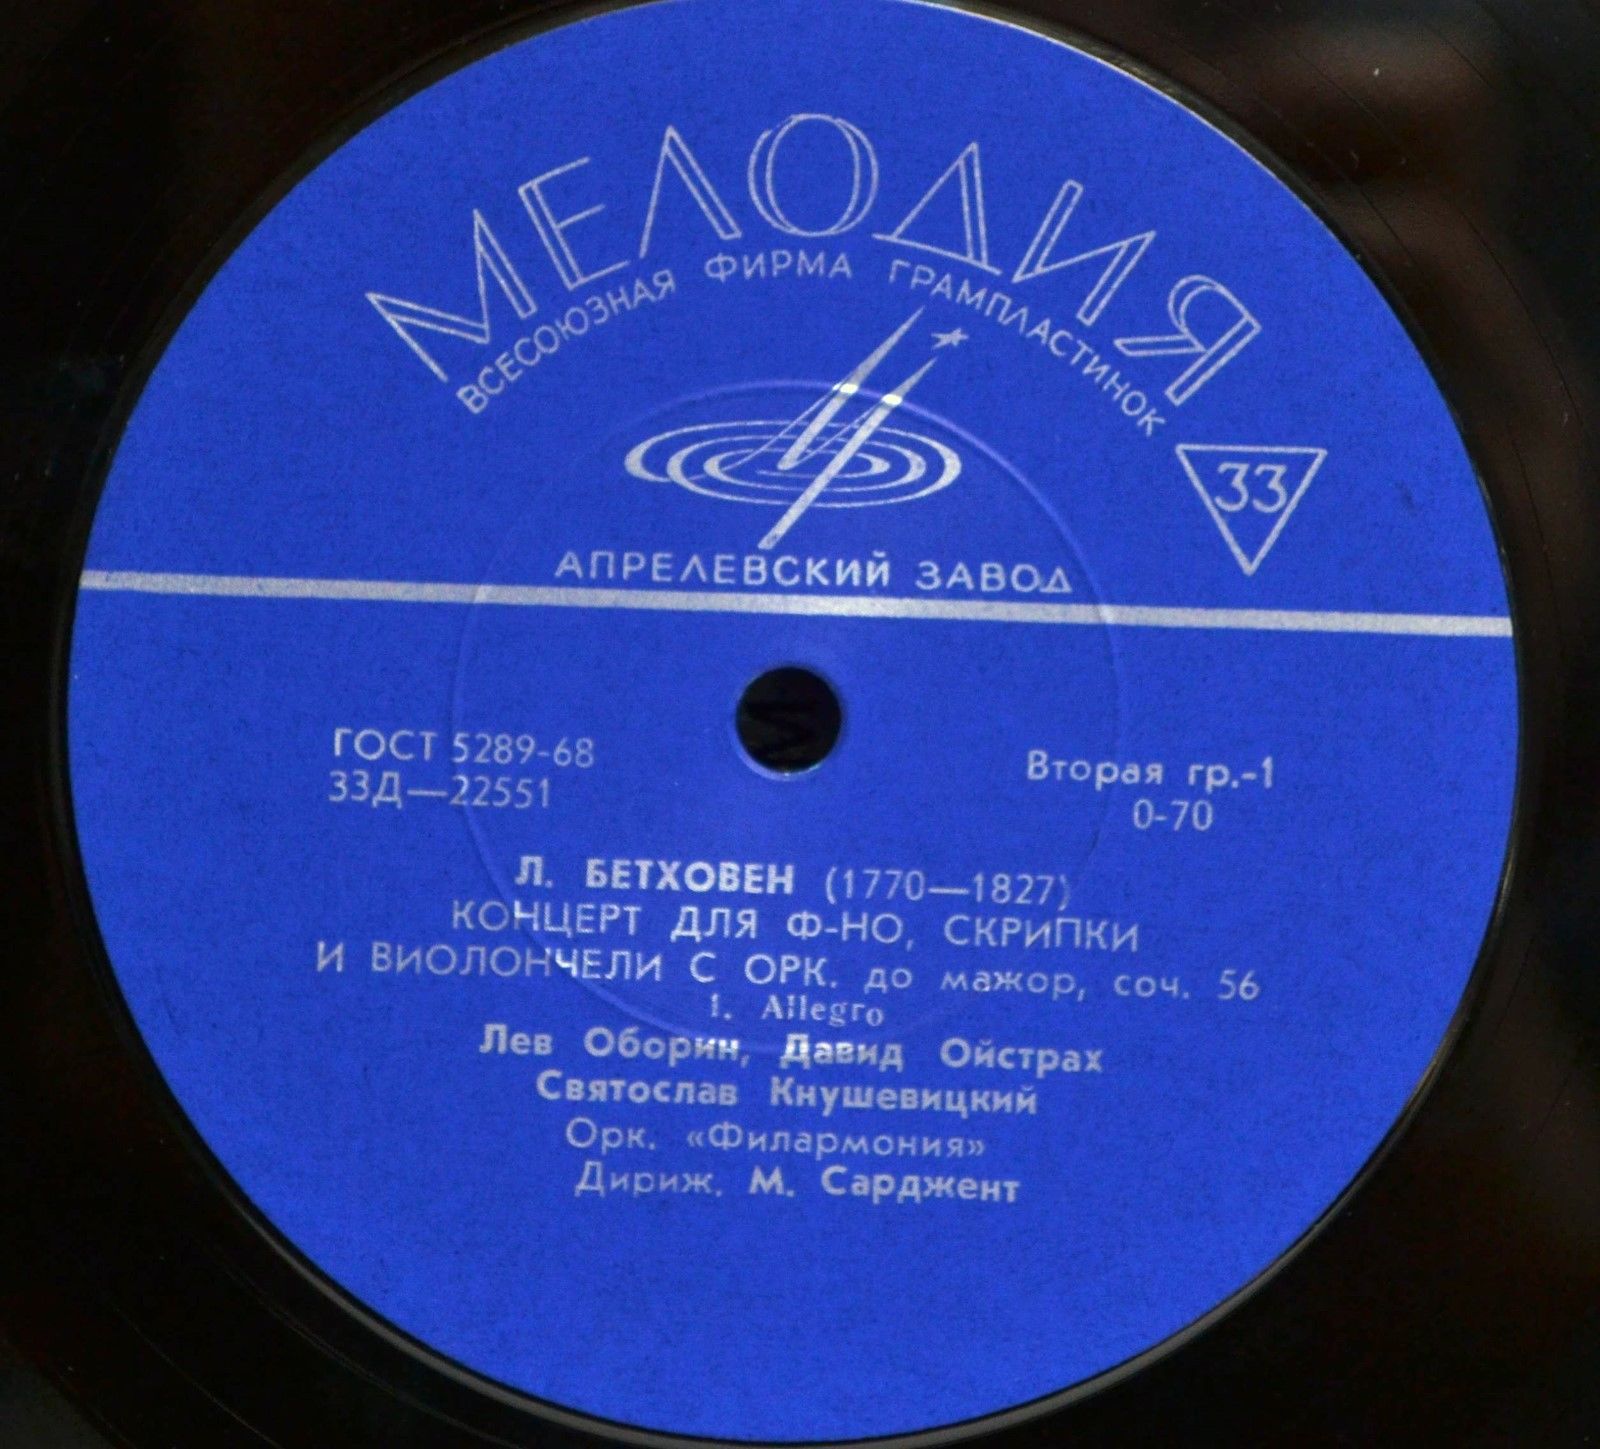 МЕЛОДИЯ
ВСЕСОЮЗНАЯ ФИРМА ГРАМПЛАСТИНОК
33
АПРЕЛЕВСКИЙ ЗАВОД
ГОСТ 5289-68
33Д—22551
Вторая гр.-1
0-70
Л. БЕТХОВЕН (1770—1827)
КОНЦЕРТ ДЛЯ Ф-НО, СКРИПКИ
И ВИОЛОНЧЕЛИ С ОРК. до мажор, соч. 56
1. Allegro
Лев Оборин, Давид Ойстрах
Святослав Кнушевицкий
Орк. «Филармония»
Дириж. М. Сарджент